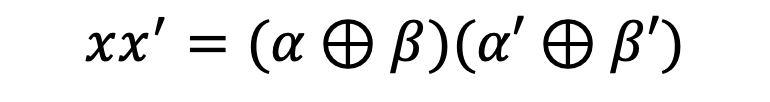 𝑥𝑥′ = (𝛼 ⊕ 𝛽)(𝛼′ ⊕ 𝛽′)